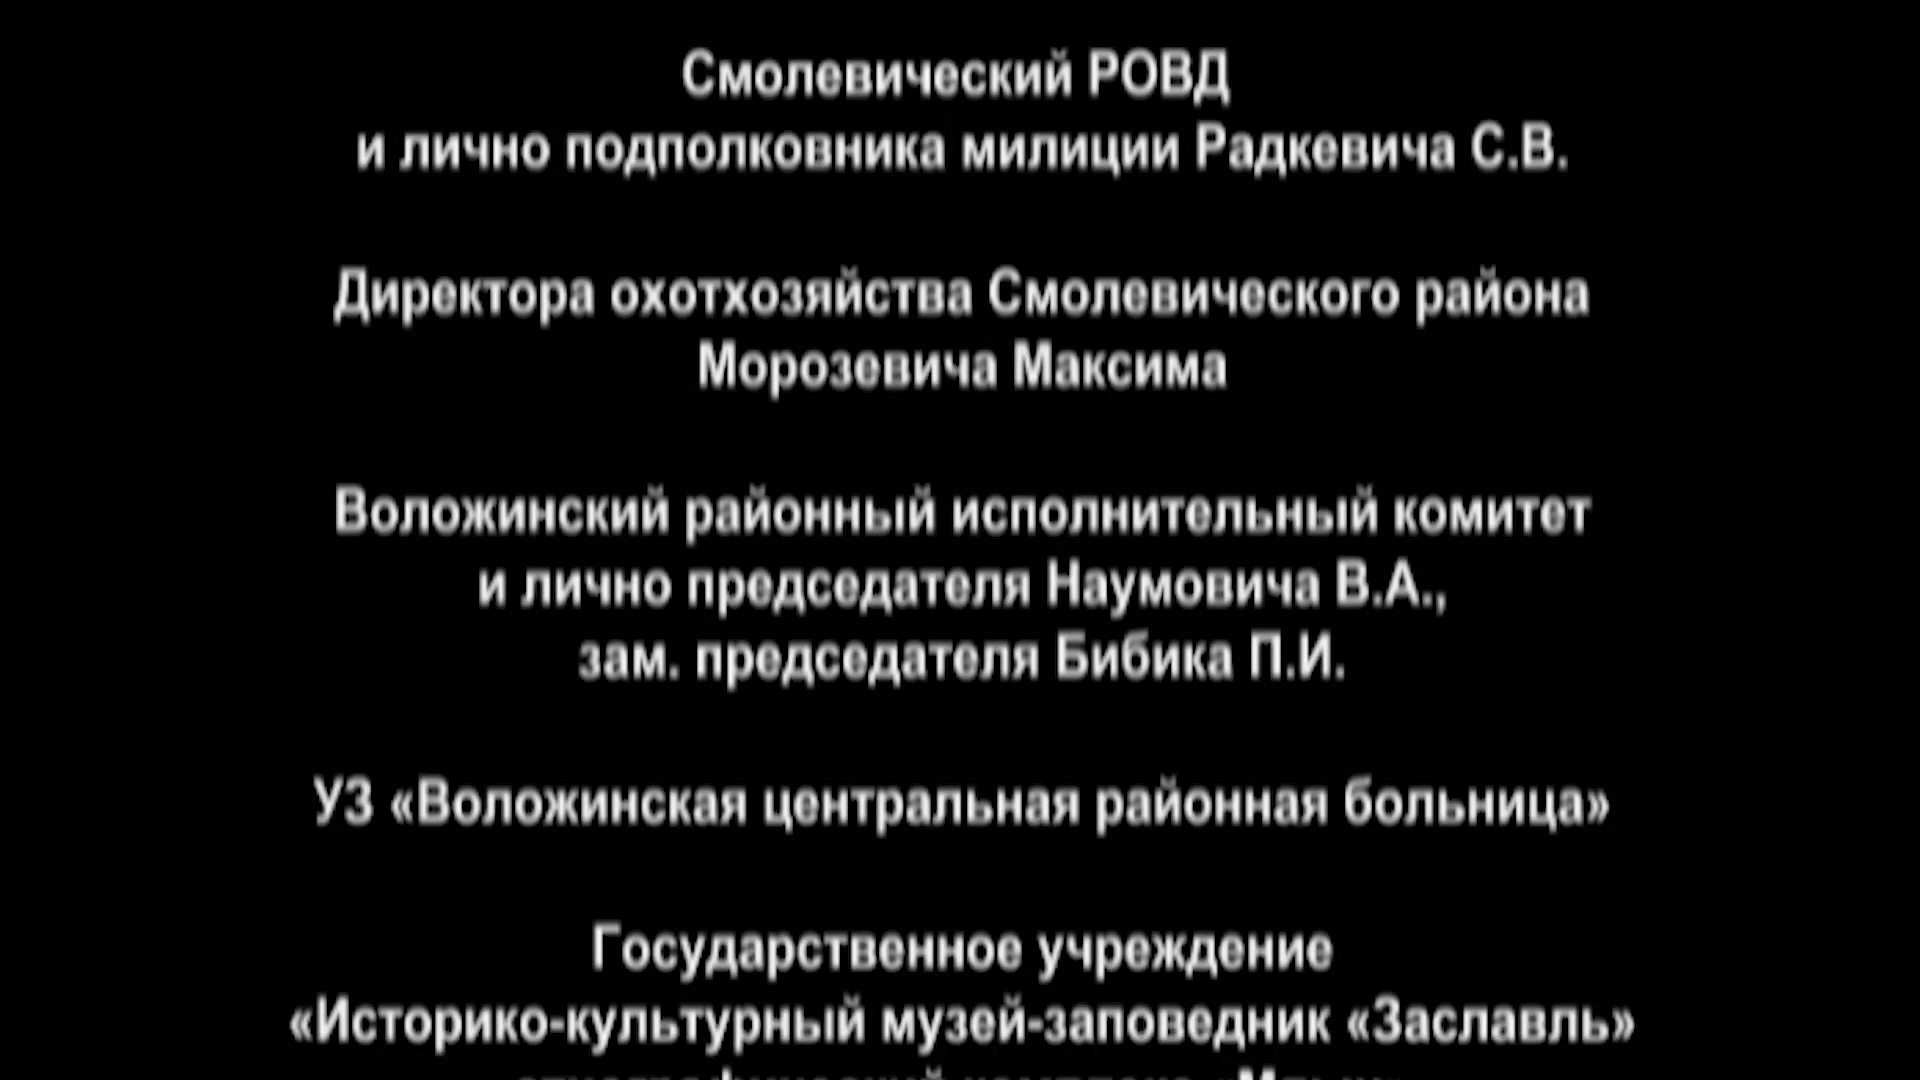 Смолевический РОВД
и лично подполковника милиции Радкевича С.В.
Директора охотхозяйства Смолевического района
Морозевича Максима
Воложинский районный исполнительный комитет
и лично председателя Наумовича В.А.,
зам. председателя Бибика П.И.
УЗ «Воложинская центральная районная больница»
Государственное учреждение
«Историко-культурный музей-заповедник «Заславль»